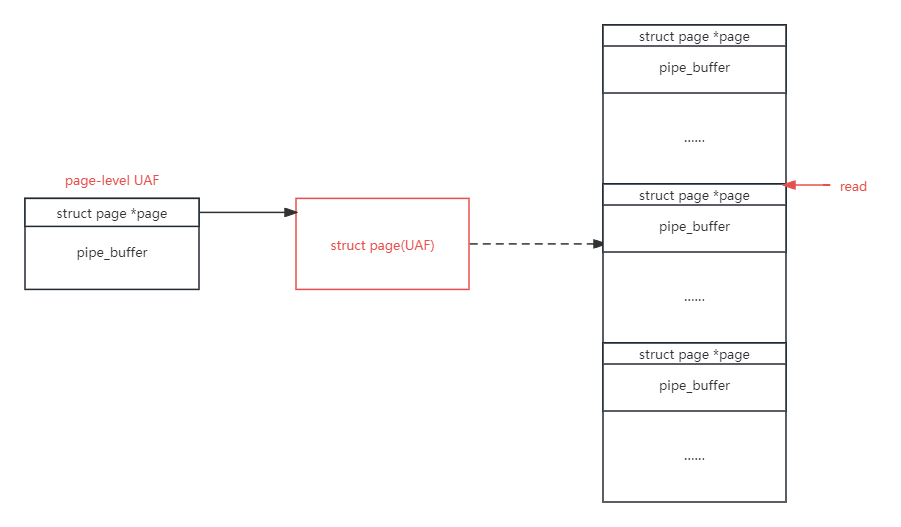 page-level UAF
struct page *page
pipe_buffer
struct page(UAF)
struct page *page
pipe_buffer
......
struct page *page
pipe_buffer
......
struct page *page
pipe_buffer
......
read